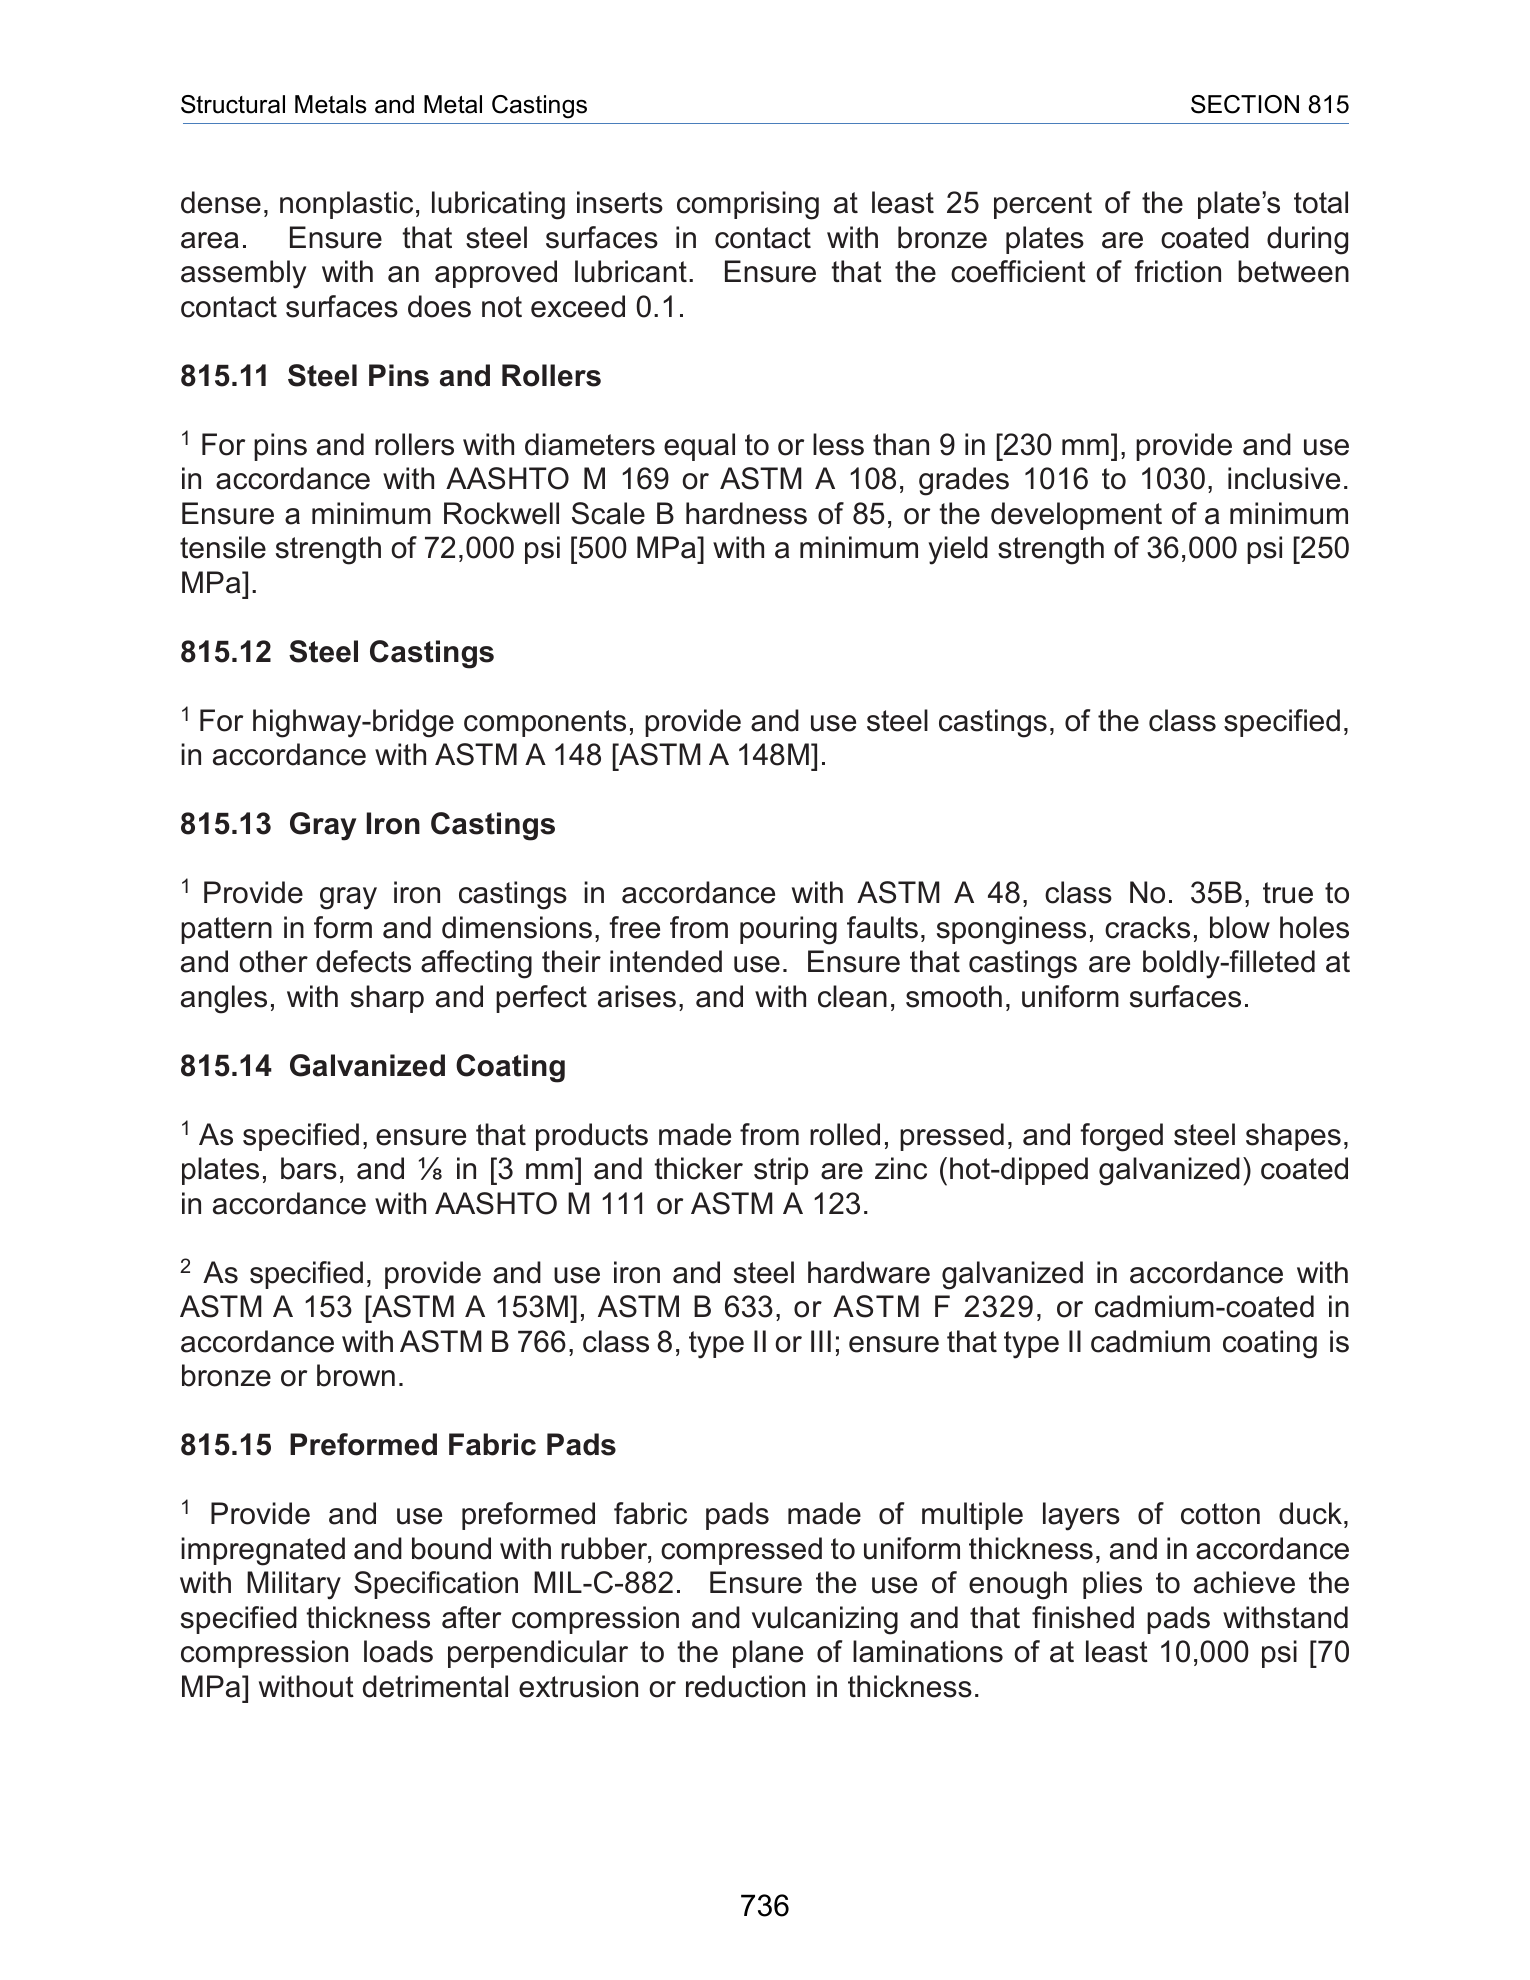 Structural Metals and Metal Castings SECTION 815
dense, nonplastic, lubricating inserts comprising at least 25 percent of the plate’s total
area. Ensure that steel surfaces in contact with bronze plates are coated during
assembly with an approved lubricant. Ensure that the coefficient of friction between
contact surfaces does not exceed 0.1.
815.11 Steel Pins and Rollers
1 For pins and rollers with diameters equal to or less than 9 in [230 mm], provide and use
in accordance with AASHTO M 169 or ASTM A 108, grades 1016 to 1030, inclusive.
Ensure a minimum Rockwell Scale B hardness of 85, or the development of a minimum
tensile strength of 72,000 psi [500 MPa] with a minimum yield strength of 36,000 psi [250
MPa].
815.12 Steel Castings
1 For highway-bridge components, provide and use steel castings, of the class specified,
in accordance with ASTM A 148 [ASTM A 148M].
815.13 Gray Iron Castings
1 Provide gray iron castings in accordance with ASTM A 48, class No. 35B, true to
pattern in form and dimensions, free from pouring faults, sponginess, cracks, blow holes
and other defects affecting their intended use. Ensure that castings are boldly-filleted at
angles, with sharp and perfect arises, and with clean, smooth, uniform surfaces.
815.14 Galvanized Coating
1 As specified, ensure that products made from rolled, pressed, and forged steel shapes,
plates, bars, and ⅛ in [3 mm] and thicker strip are zinc (hot-dipped galvanized) coated
in accordance with AASHTO M 111 or ASTM A 123.
2 As specified, provide and use iron and steel hardware galvanized in accordance with
ASTM A 153 [ASTM A 153M], ASTM B 633, or ASTM F 2329, or cadmium-coated in
accordance with ASTM B 766, class 8, type II or III; ensure that type II cadmium coating is
bronze or brown.
815.15 Preformed Fabric Pads
1 Provide and use preformed fabric pads made of multiple layers of cotton duck,
impregnated and bound with rubber, compressed to uniform thickness, and in accordance
with Military Specification MIL-C-882. Ensure the use of enough plies to achieve the
specified thickness after compression and vulcanizing and that finished pads withstand
compression loads perpendicular to the plane of laminations of at least 10,000 psi [70
MPa] without detrimental extrusion or reduction in thickness.
736